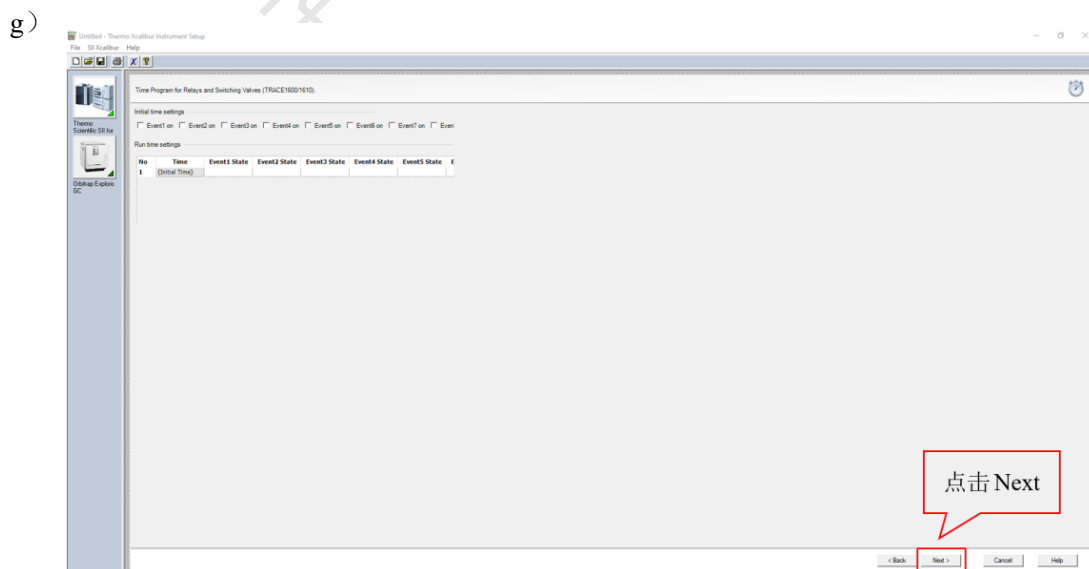 g）
Untitled - Thermo Xcalibur Instrument Setup
File SII Xcalibur Help
Time Program for Relays and Switching Valves (TRACE1600/1610).
Initial time settings
Event1 on Event2 on Event3 on Event4 on Event5 on Event6 on Event7 on Even
Thermo
Scientific SII for
Run time settings
No Time Event1 State Event2 State Event3 State Event4 State Event5 State E
1 {Initial Time}
Orbitrap Exploris
GC
点击 Next
< Back Next > Cancel Help